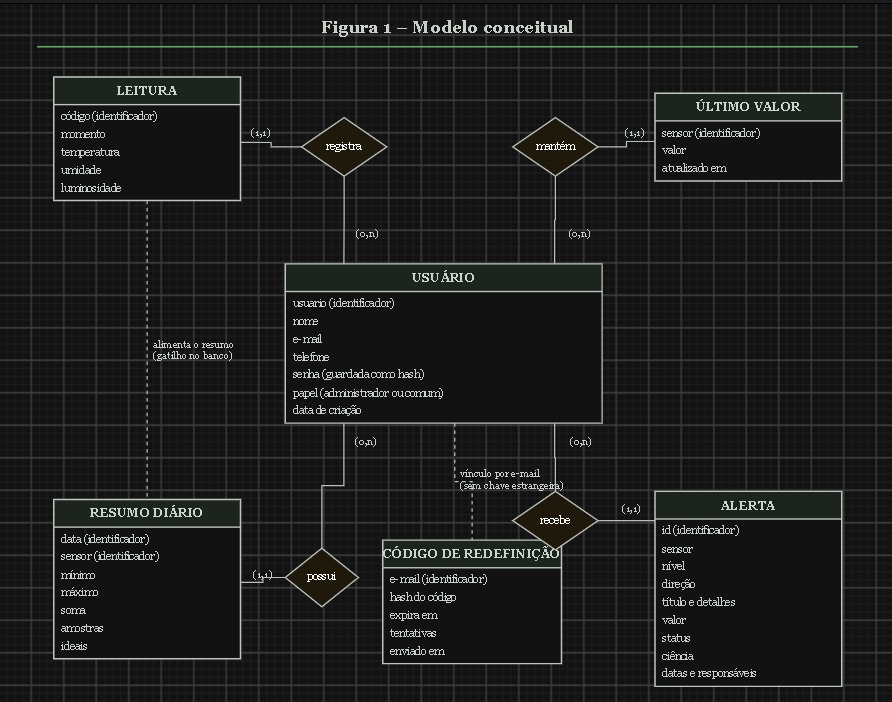 Figura 1 – Modelo conceitual
LEITURA
código (identificador)
momento
temperatura
umidade
luminosidade
(1,1)
registra
mantém
(1,1)
ÚLTIMO VALOR
sensor (identificador)
valor
atualizado em
(0,n)
(0,n)
USUÁRIO
usuario (identificador)
nome
e-mail
telefone
senha (guardada como hash)
papel (administrador ou comum)
data de criação
alimenta o resumo
(gatilho no banco)
(0,n)
(0,n)
vínculo por e-mail
(sem chave estrangeira)
RESUMO DIÁRIO
data (identificador)
sensor (identificador)
mínimo
máximo
soma
amostras
ideais
(1,1)
possui
CÓDIGO DE REDEFINIÇÃO
e-mail (identificador)
hash do código
expira em
tentativas
enviado em
recebe
(1,1)
ALERTA
id (identificador)
sensor
nível
direção
título e detalhes
valor
status
ciência
datas e responsáveis